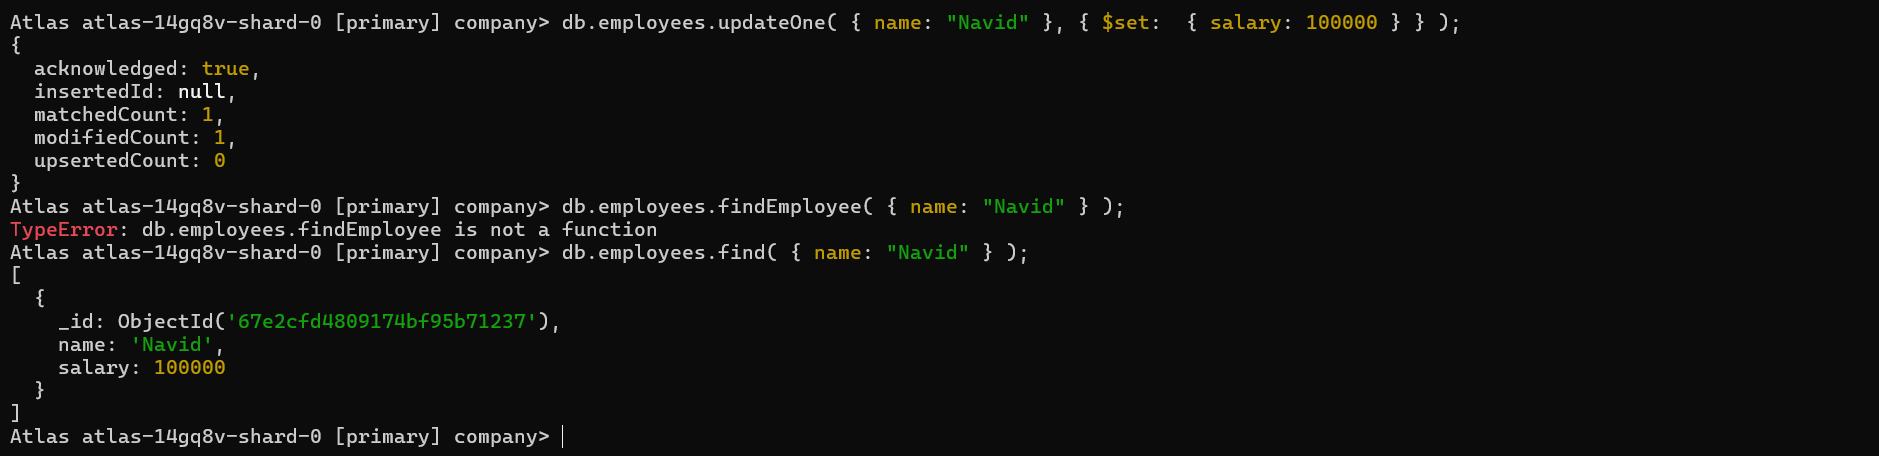 Atlas atlas-14gq8v-shard-0 [primary] company> db.employees.updateOne( { name: "Navid" }, { $set:  { salary: 100000 } } );
{
  acknowledged: true,
  insertedId: null,
  matchedCount: 1,
  modifiedCount: 1,
  upsertedCount: 0
}
Atlas atlas-14gq8v-shard-0 [primary] company> db.employees.findEmployee( { name: "Navid" } );
TypeError: db.employees.findEmployee is not a function
Atlas atlas-14gq8v-shard-0 [primary] company> db.employees.find( { name: "Navid" } );
[
  {
    _id: ObjectId('67e2cfd4809174bf95b71237'),
    name: 'Navid',
    salary: 100000
  }
]
Atlas atlas-14gq8v-shard-0 [primary] company>